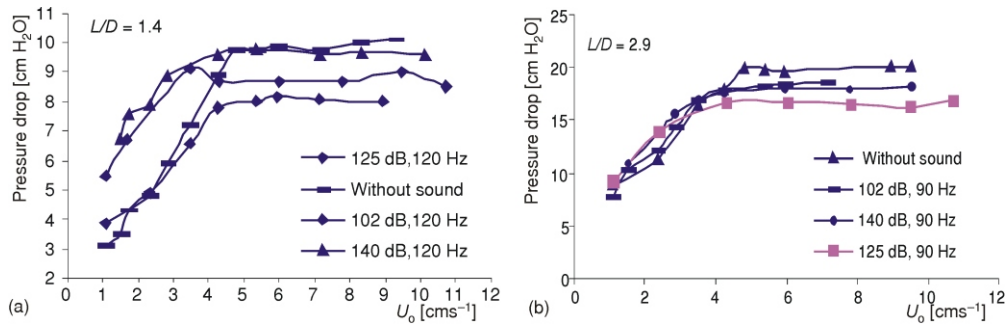 L/D = 1.4
Pressure drop [cm H₂O]
11
10
9
8
7
6
5
4
3
2
0 1 2 3 4 5 6 7 8 9 10 11 12
125 dB,120 Hz
Without sound
102 dB,120 Hz
140 dB,120 Hz
(a)
U₀ [cms⁻¹]
L/D = 2.9
Pressure drop [cm H₂O]
25
20
15
10
5
0
0 2 4 6 8 10 12
Without sound
102 dB, 90 Hz
140 dB, 90 Hz
125 dB, 90 Hz
(b)
U₀ [cms⁻¹]